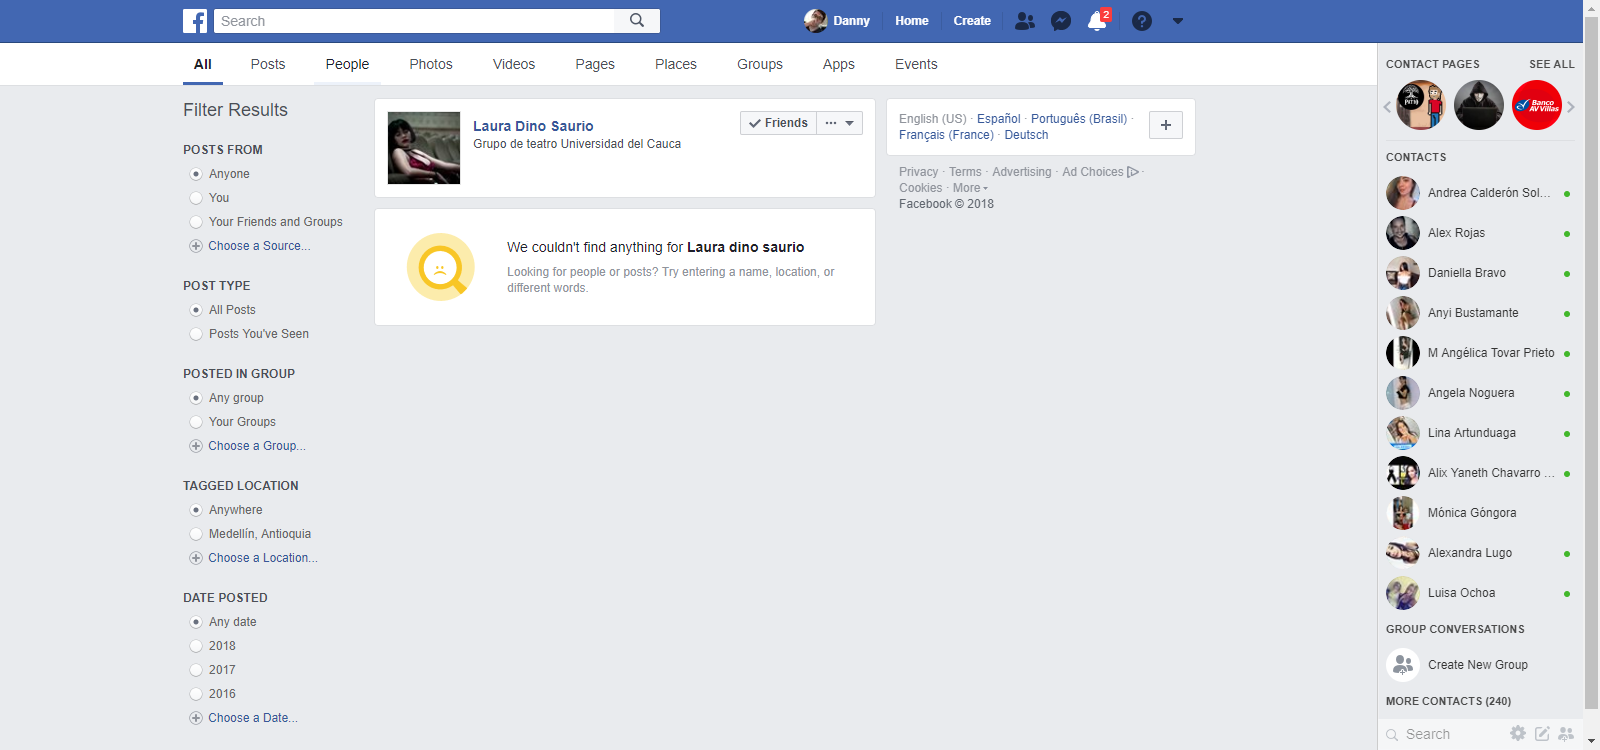 Search
Danny
Home
Create
2
All
Posts
People
Photos
Videos
Pages
Places
Groups
Apps
Events
Filter Results
POSTS FROM
Anyone
You
Your Friends and Groups
Choose a Source...
POST TYPE
All Posts
Posts You've Seen
POSTED IN GROUP
Any group
Your Groups
Choose a Group...
TAGGED LOCATION
Anywhere
Medellín, Antioquia
Choose a Location...
DATE POSTED
Any date
2018
2017
2016
Choose a Date...
Laura Dino Saurio
Grupo de teatro Universidad del Cauca
Friends
We couldn't find anything for Laura dino saurio
Looking for people or posts? Try entering a name, location, or
different words.
English (US) · Español · Português (Brasil) ·
Français (France) · Deutsch
Privacy · Terms · Advertising · Ad Choices ·
Cookies · More
Facebook © 2018
CONTACT PAGES
SEE ALL
Banco
AV Villas
CONTACTS
Andrea Calderón Sol...
Alex Rojas
Daniella Bravo
Anyi Bustamante
M Angélica Tovar Prieto
Angela Noguera
Lina Artunduaga
Alix Yaneth Chavarro ...
Mónica Góngora
Alexandra Lugo
Luisa Ochoa
GROUP CONVERSATIONS
Create New Group
MORE CONTACTS (240)
Search